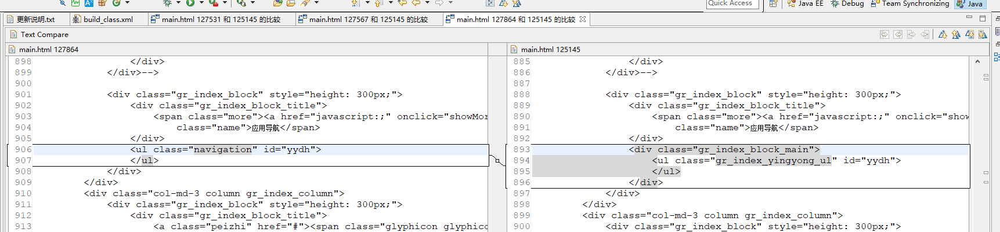 Quick Access
Java EE
Debug
Team Synchronizing
Java
更新说明.txt
build_class.xml
main.html 127531 和 125145 的比较
main.html 127567 和 125145 的比较
main.html 127864 和 125145 的比较
Text Compare
main.html 127864
898 </div>
899 </div>-->
900
901 <div class="gr_index_block" style="height: 300px;">
902 <div class="gr_index_block_title">
903 <span class="more"><a href="javascript:;" onclick="showMor
904 class="name">应用导航</span>
905 </div>
906 <ul class="navigation" id="yydh">
907 </ul>
908 </div>
909 </div>
910 <div class="col-md-3 column gr_index_column">
911 <div class="gr_index_block" style="height: 300px;">
912 <div class="gr_index_block_title">
913 <a class="peizhi" href="#"><span class="glyphicon glyphico
main.html 125145
885 </div>
886 </div>-->
887
888 <div class="gr_index_block" style="height: 300px;">
889 <div class="gr_index_block_title">
890 <span class="more"><a href="javascript:;" onclick="show
891 class="name">应用导航</span>
892 </div>
893 <div class="gr_index_block_main">
894 <ul class="gr_index_yingyong_ul" id="yydh">
895 </ul>
896 </div>
897 </div>
898 </div>
899 <div class="col-md-3 column gr_index_column">
900 <div class="gr_index_block" style="height: 300px;">